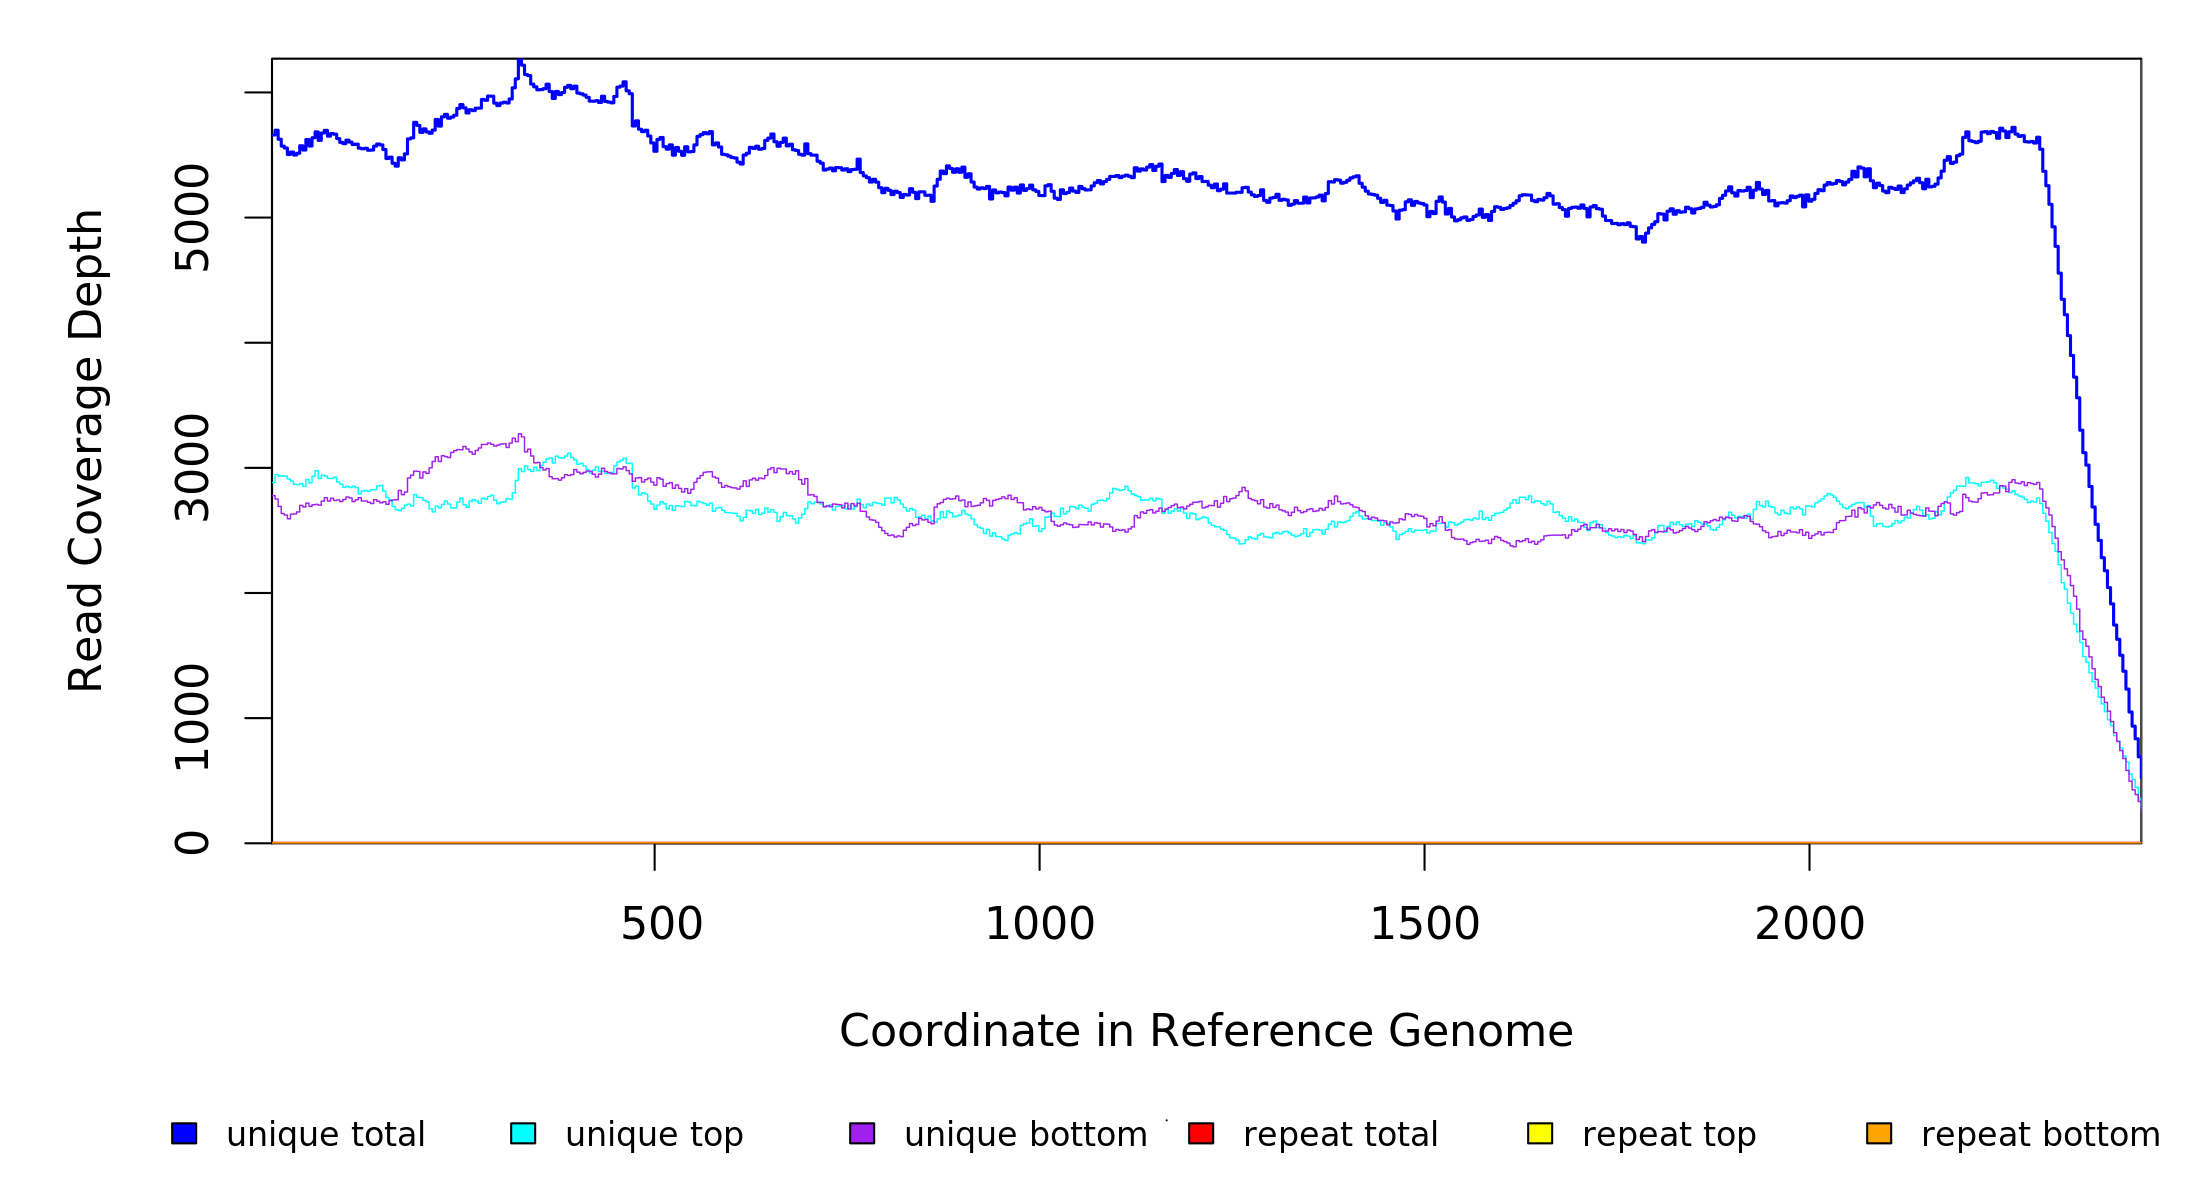 Read Coverage Depth
5000
3000
1000
0
500 1000 1500 2000
Coordinate in Reference Genome
unique total unique top unique bottom repeat total repeat top repeat bottom